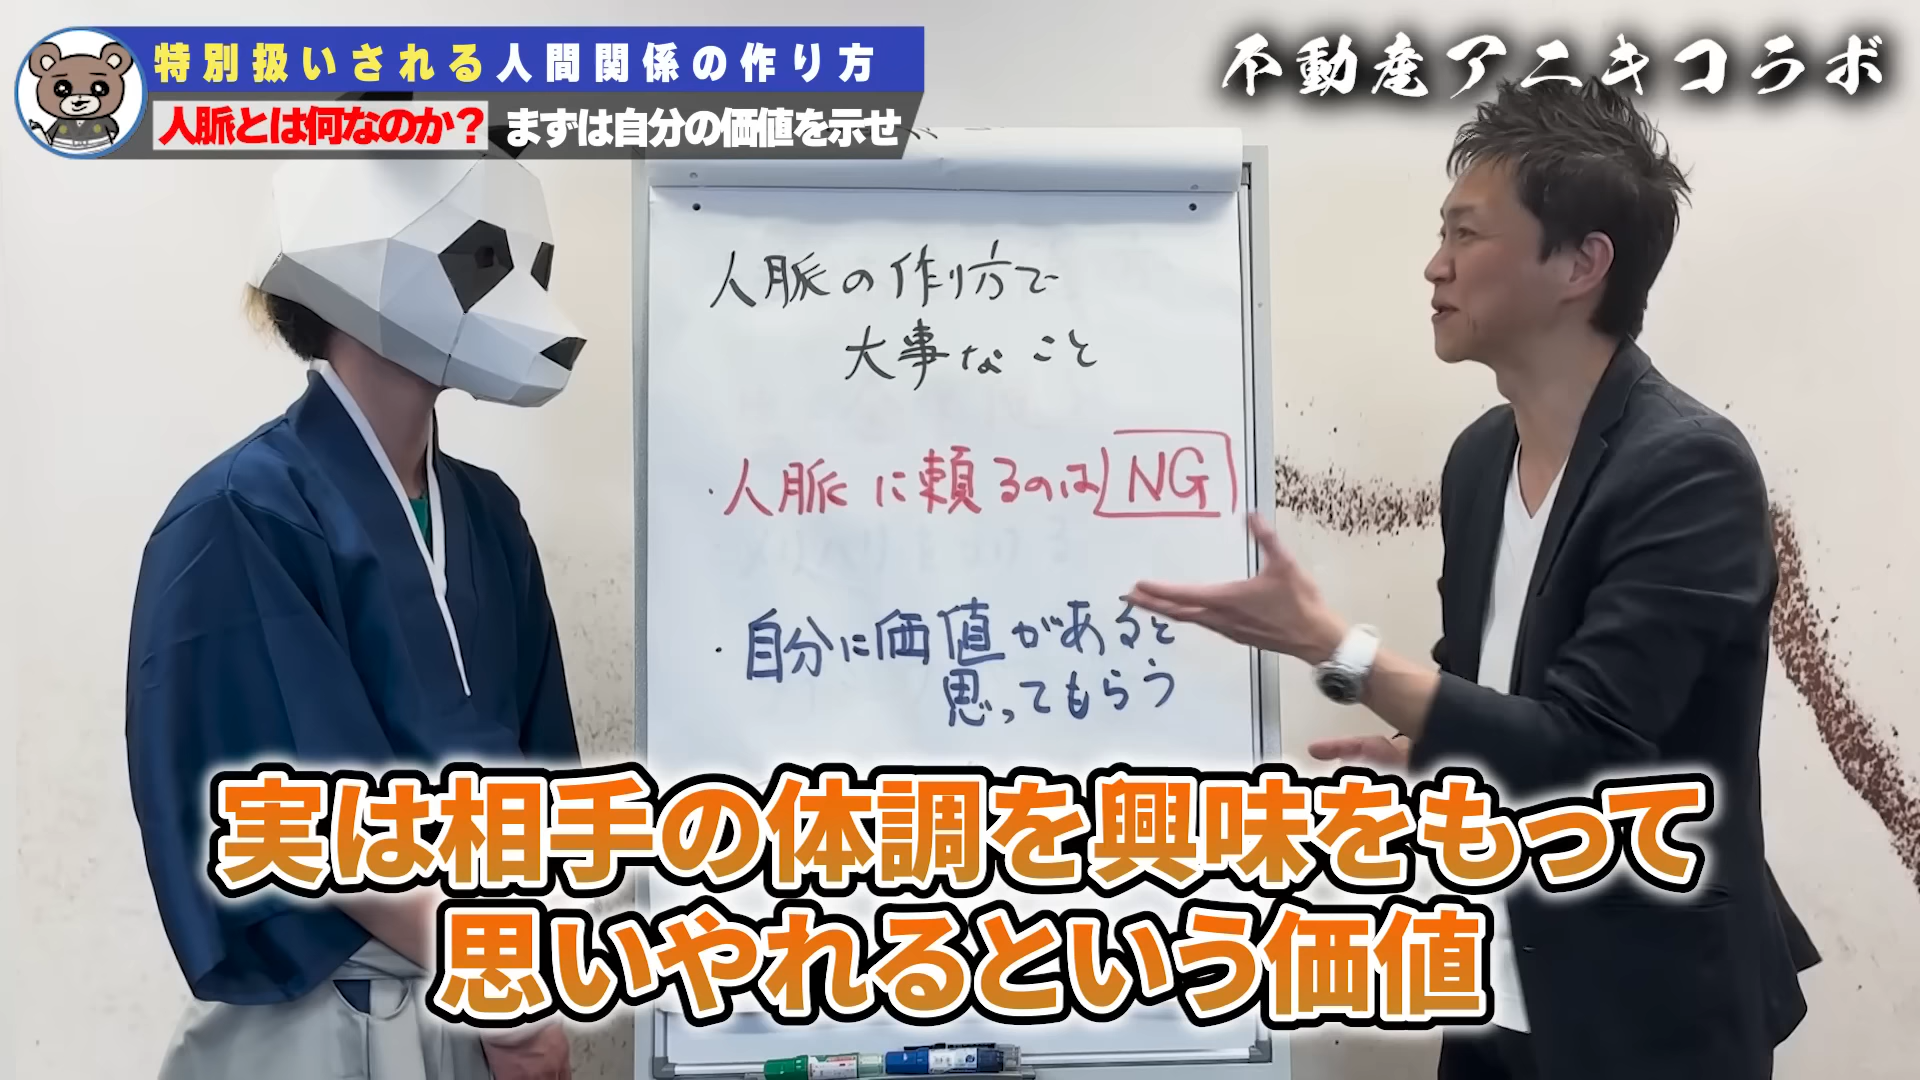 特別扱いされる人間関係の作り方
人脈とは何なのか？ まずは自分の価値を示せ
不動産アニキコラボ
人脈の作り方で
大事なこと
・人脈に頼るのは NG
・自分に価値があると
思ってもらう
実は相手の体調を興味をもって
思いやれるという価値